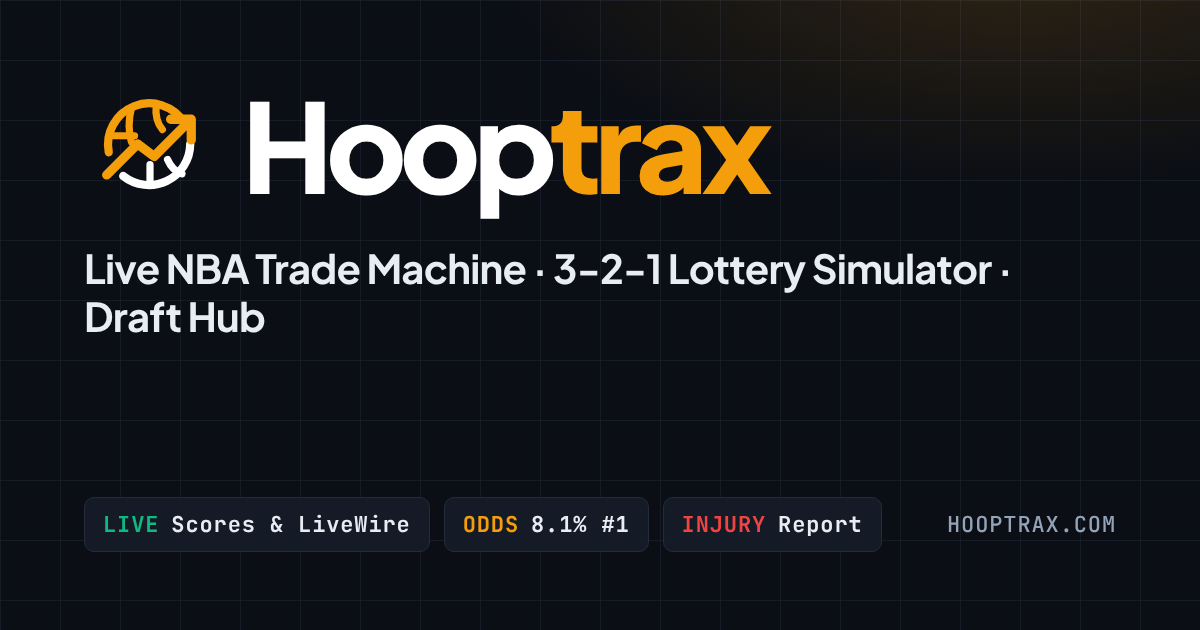 Hooptrax
Live NBA Trade Machine · 3-2-1 Lottery Simulator ·
Draft Hub
LIVE Scores & LiveWire
ODDS 8.1% #1
INJURY Report
HOOPTRAX.COM